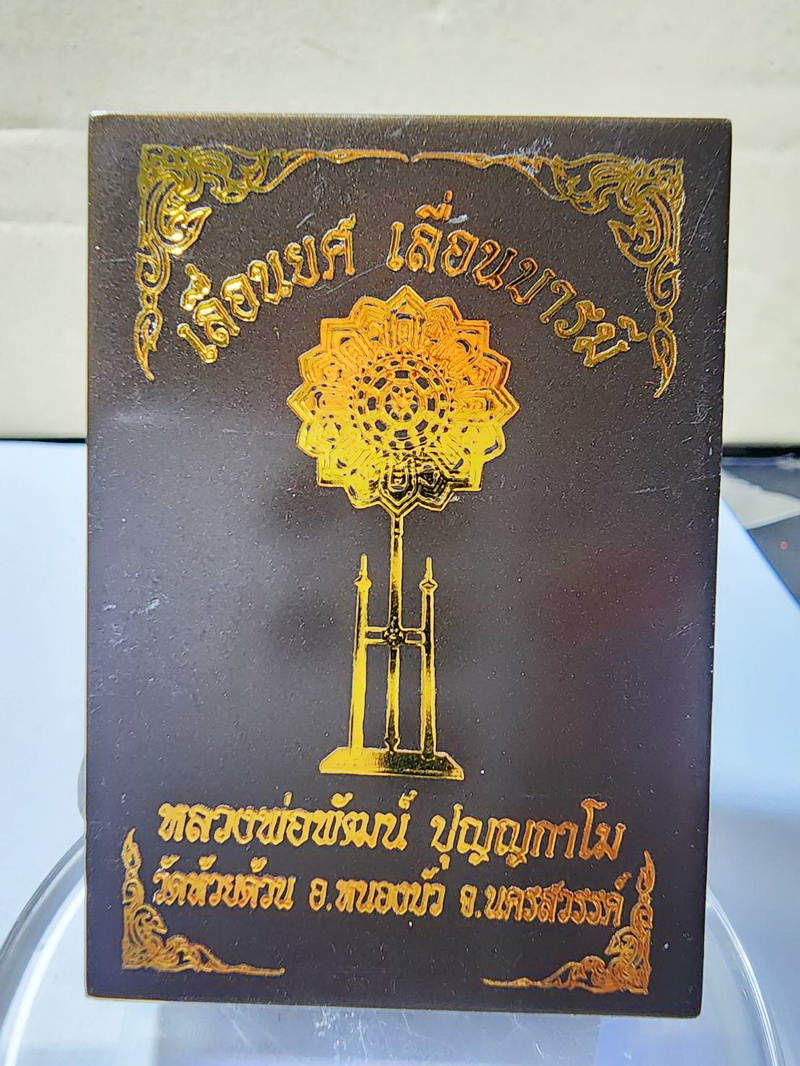 เลื่อนยศ เลื่อนบารมี
หลวงพ่อพัฒน์ ปุญญกาโม
วัดห้วยด้วน อ.หนองบัว จ.นครสวรรค์